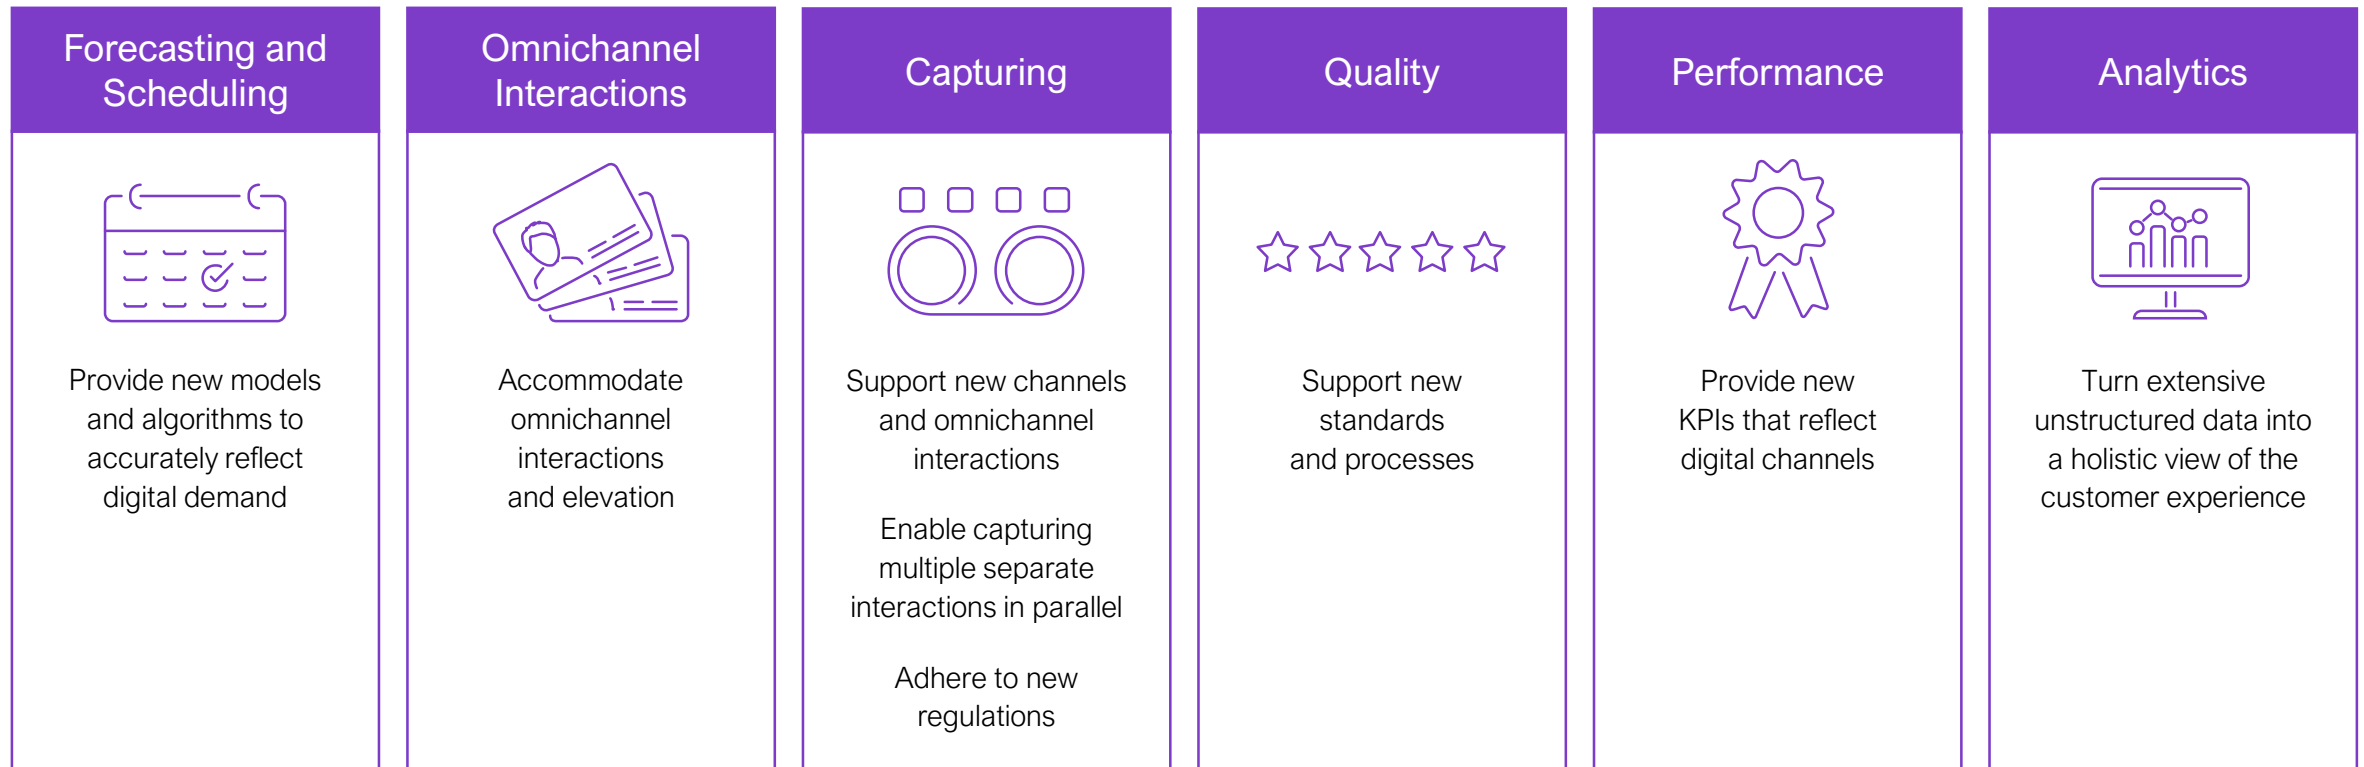 Forecasting and
Scheduling
Provide new models
and algorithms to
accurately reflect
digital demand
Omnichannel
Interactions
Accommodate
omnichannel
interactions
and elevation
Capturing
Support new channels
and omnichannel
interactions
Enable capturing
multiple separate
interactions in parallel
Adhere to new
regulations
Quality
Support new
standards
and processes
Performance
Provide new
KPIs that reflect
digital channels
Analytics
Turn extensive
unstructured data into
a holistic view of the
customer experience